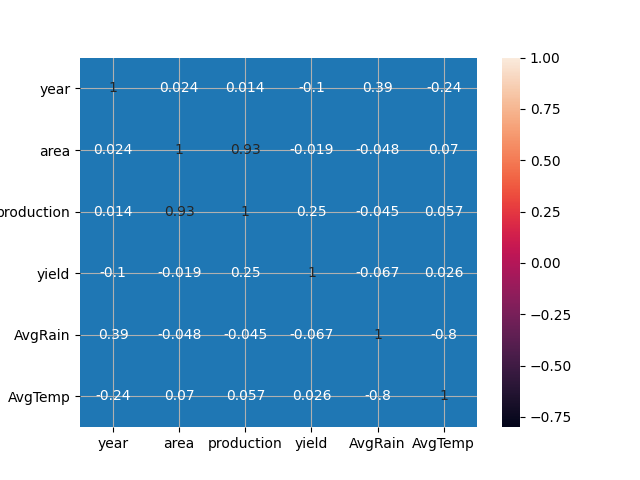 1.00
year 1 0.024 0.014 -0.1 0.39 -0.24
0.75
area 0.024 1 0.93 -0.019 -0.048 0.07
0.50
production 0.014 0.93 1 0.25 -0.045 0.057
0.25
0.00
yield -0.1 -0.019 0.25 1 -0.067 0.026
−0.25
AvgRain 0.39 -0.048 -0.045 -0.067 1 -0.8
−0.50
AvgTemp -0.24 0.07 0.057 0.026 -0.8 1
−0.75
year area production yield AvgRain AvgTemp